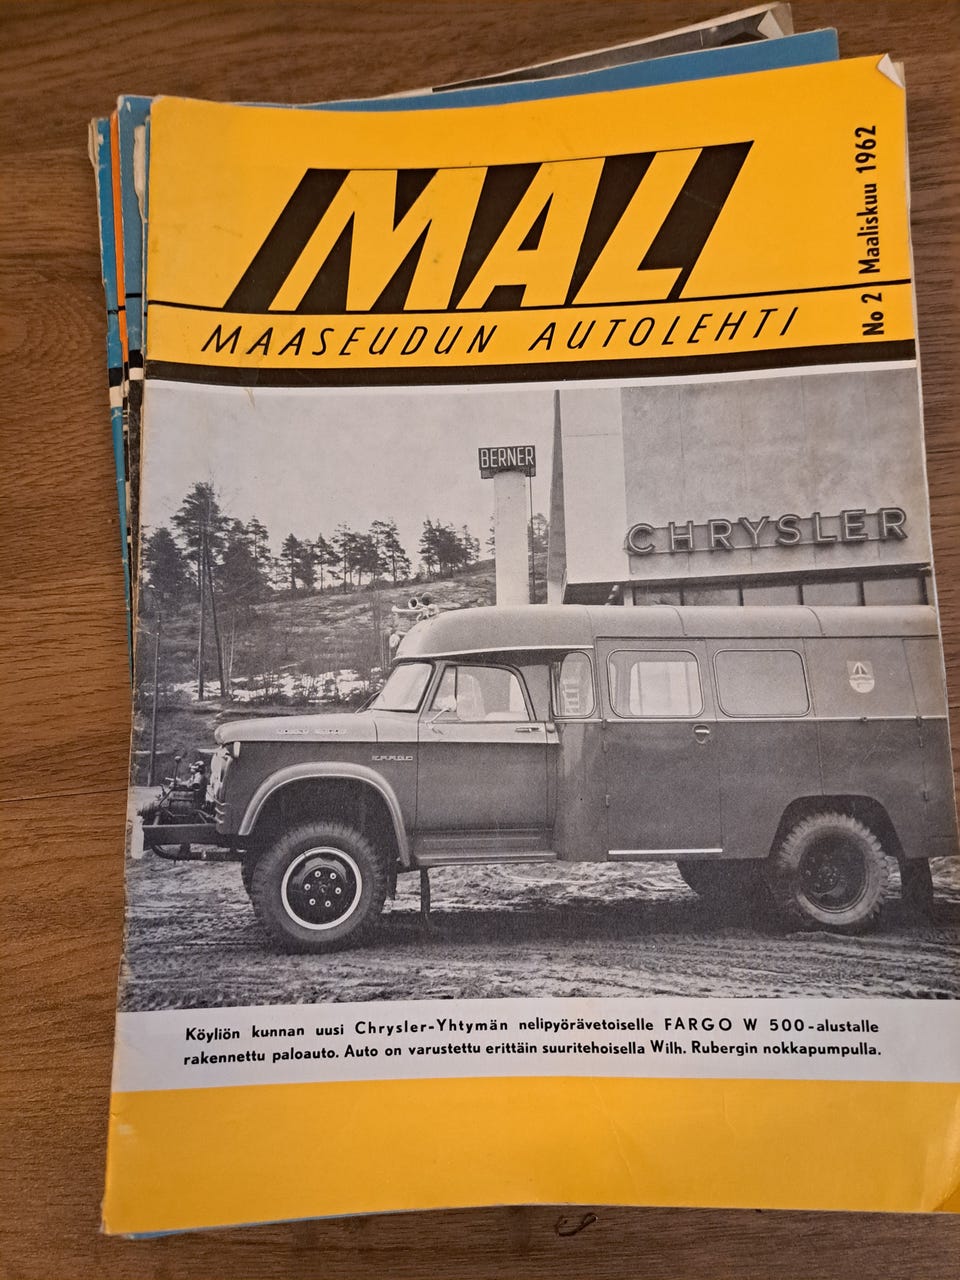 MAL
MAASEUDUN AUTOLEHTI
No 2 Maaliskuu 1962
BERNER
CHRYSLER
FARGO
Köyliön kunnan uusi Chrysler-Yhtymän nelipyörävetoiselle FARGO W 500-alustalle
rakennettu paloauto. Auto on varustettu erittäin suuritehoisella Wilh. Rubergin nokkapumpulla.